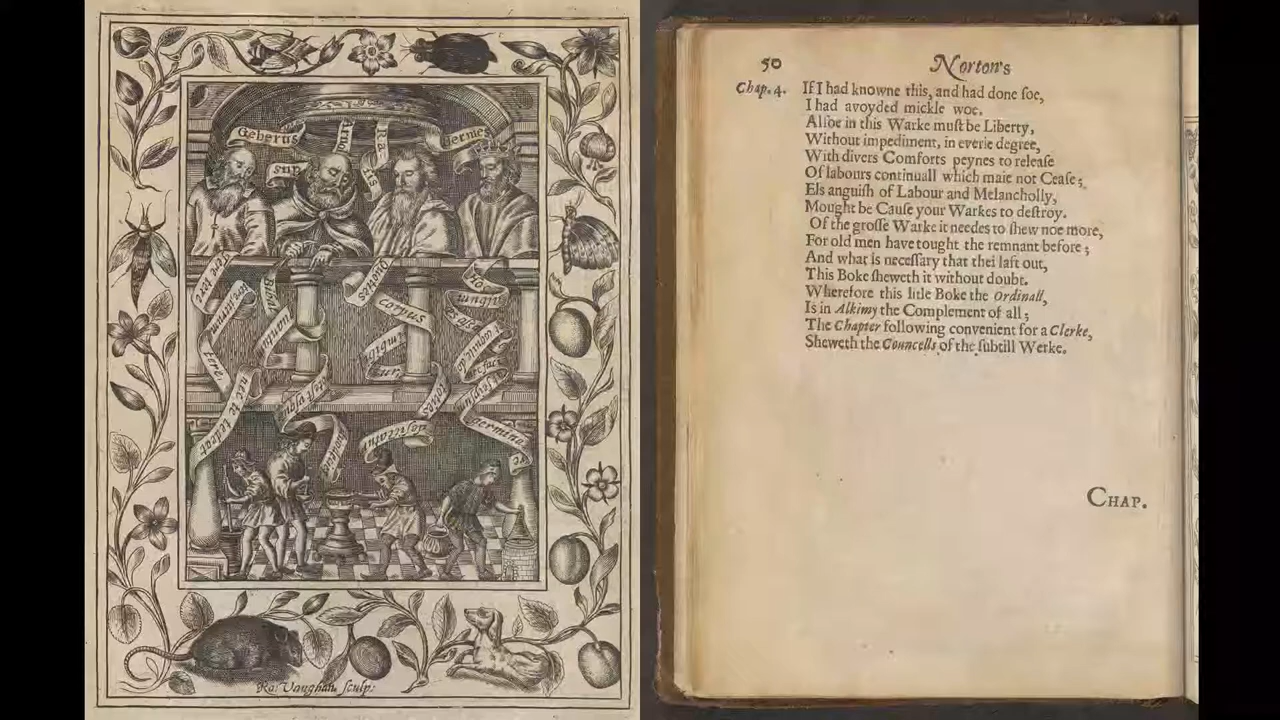 Geberus
Arno
Ra
Hermes
sus
sis
Ra: Vaughan sculp:
50 Norton's
Chap. 4. If I had knowne this, and had done ſoe,
I had avoyded mickle woe.
Alſoe in this Warke muſt be Liberty,
Without impediment, in everie degree,
With divers Comforts peynes to releaſe
Of labours continuall which maie not Ceaſe;
Els anguiſh of Labour and Melancholly,
Mought be Cauſe your Warkes to deſtroy.
Of the groſſe Warke it needes to ſhew noe more,
For old men have tought the remnant before;
And what is neceſſary that thei laft out,
This Boke ſheweth it without doubt.
Wherefore this litle Boke the Ordinall,
Is in Alkimy the Complement of all;
The Chapter following convenient for a Clerke,
Sheweth the Councells of the ſubtill Werke.
CHAP.